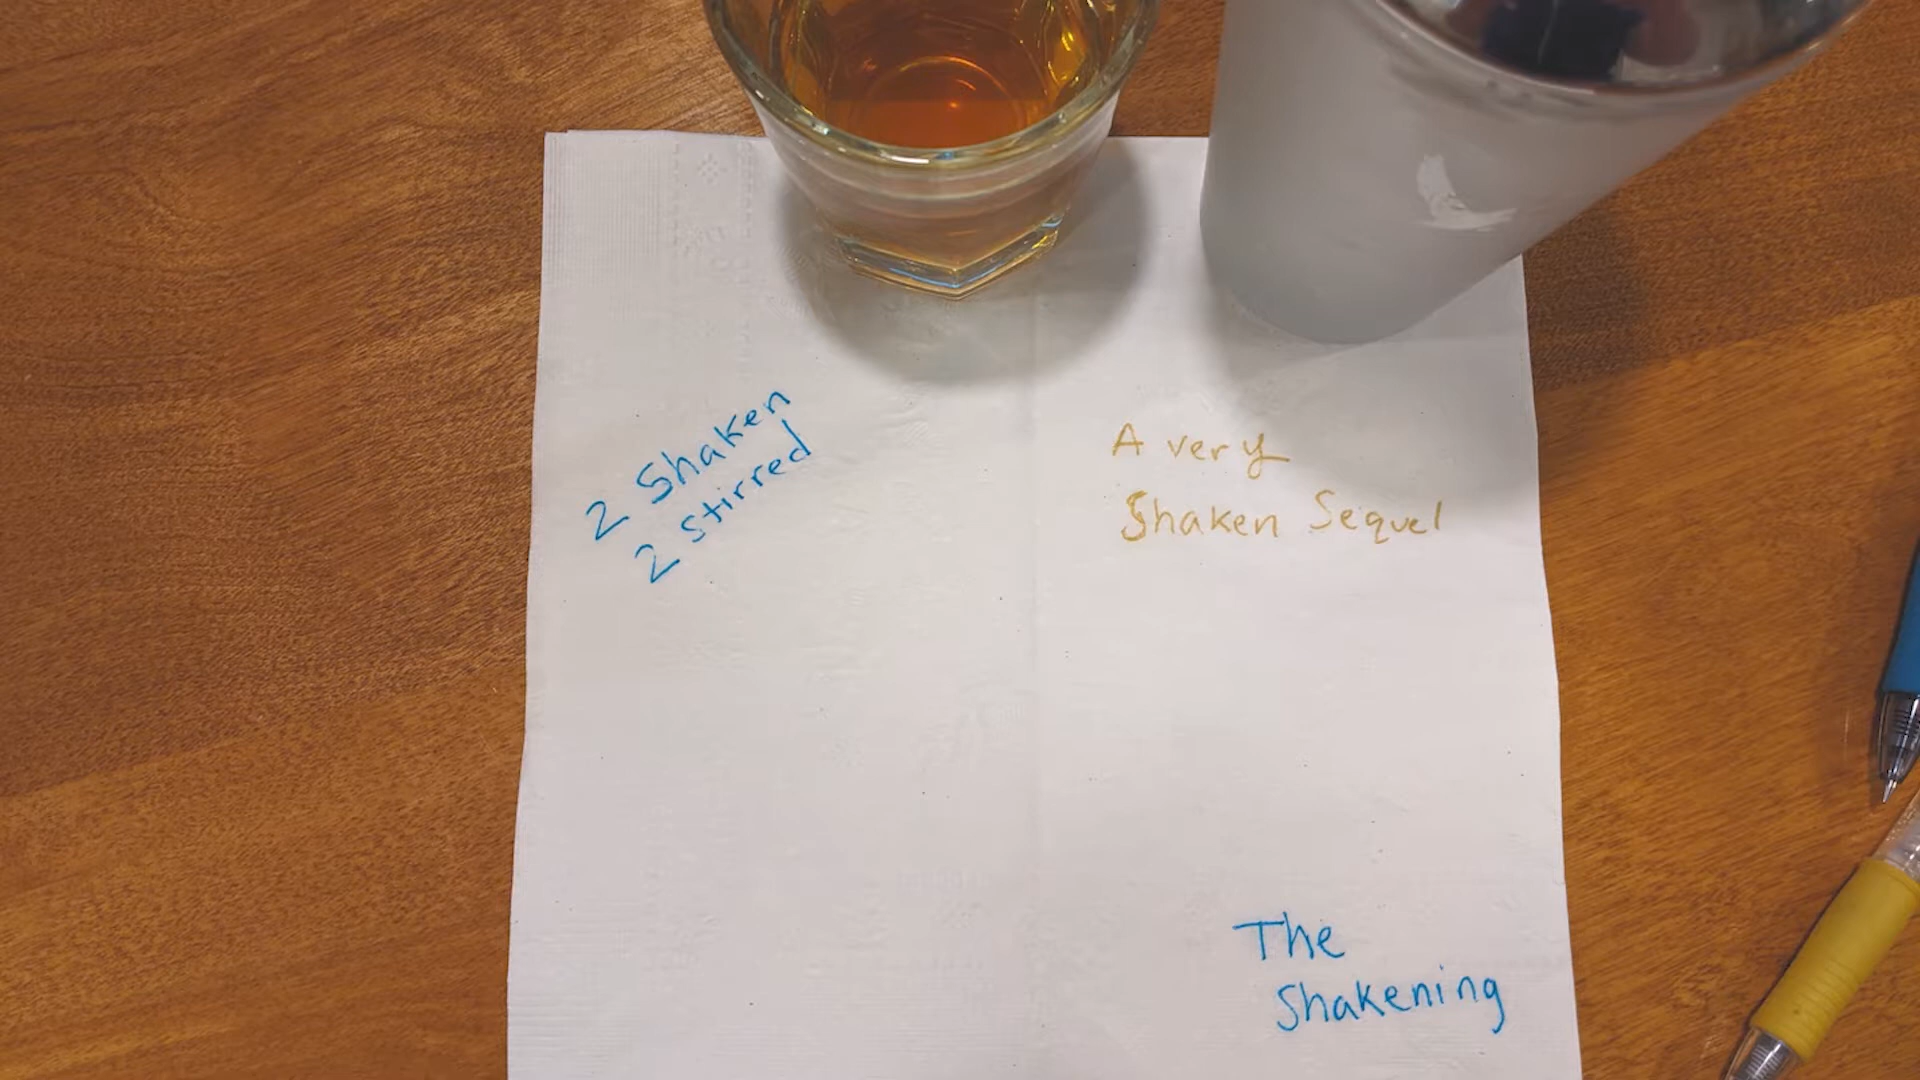 2 Shaken
2 stirred
A very
Shaken Sequel
The
Shakening